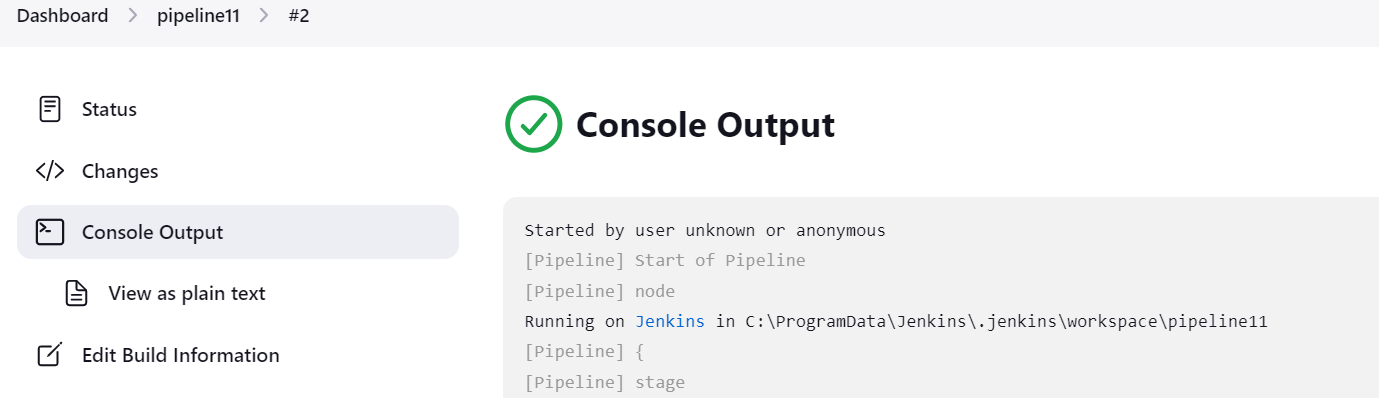 Dashboard > pipeline11 > #2
Status
Changes
Console Output
View as plain text
Edit Build Information
Console Output
Started by user unknown or anonymous
[Pipeline] Start of Pipeline
[Pipeline] node
Running on Jenkins in C:\ProgramData\Jenkins\.jenkins\workspace\pipeline11
[Pipeline] {
[Pipeline] stage